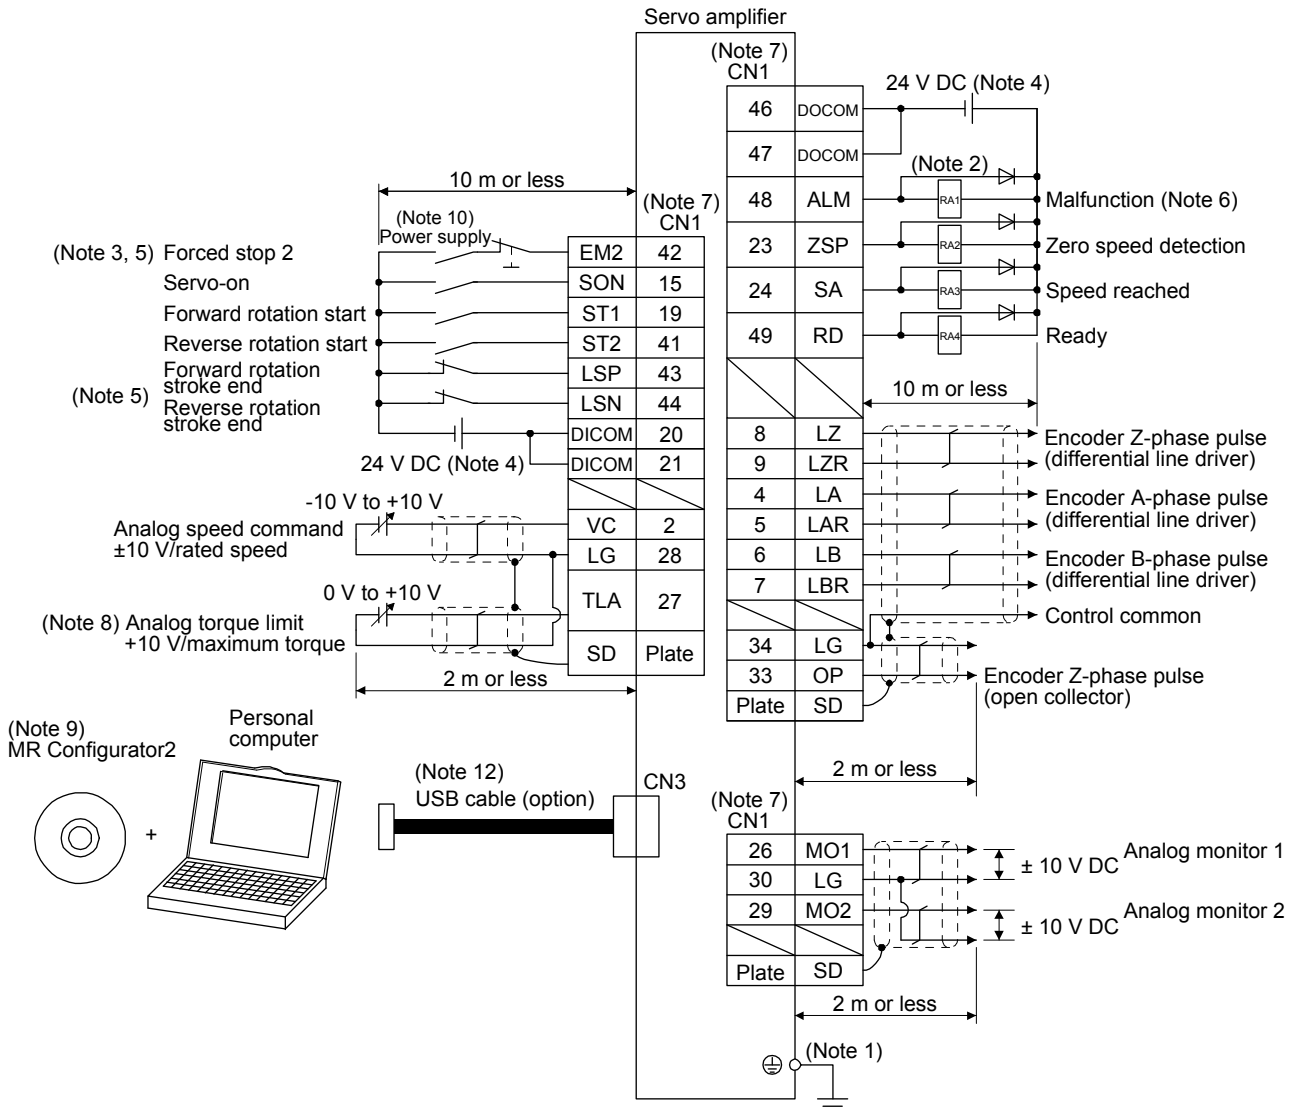 Servo amplifier
(Note 7)
CN1
24 V DC (Note 4)
46 DOCOM
47 DOCOM
(Note 2)
48 ALM RA1 Malfunction (Note 6)
23 ZSP RA2 Zero speed detection
24 SA RA3 Speed reached
49 RD RA4 Ready
10 m or less
8 LZ
9 LZR
Encoder Z-phase pulse
(differential line driver)
4 LA
5 LAR
Encoder A-phase pulse
(differential line driver)
6 LB
7 LBR
Encoder B-phase pulse
(differential line driver)
Control common
34 LG
33 OP
Encoder Z-phase pulse
(open collector)
Plate SD
2 m or less
10 m or less
(Note 7)
CN1
(Note 10)
Power supply
(Note 3, 5) Forced stop 2 EM2 42
Servo-on SON 15
Forward rotation start ST1 19
Reverse rotation start ST2 41
Forward rotation
stroke end
LSP 43
(Note 5)
Reverse rotation
stroke end
LSN 44
DICOM 20
24 V DC (Note 4)
DICOM 21
-10 V to +10 V
Analog speed command
±10 V/rated speed
VC 2
LG 28
0 V to +10 V
TLA 27
(Note 8) Analog torque limit
+10 V/maximum torque
SD Plate
2 m or less
(Note 9)
MR Configurator2
+
Personal
computer
(Note 12)
USB cable (option)
CN3
(Note 7)
CN1
26 MO1
30 LG
± 10 V DC
Analog monitor 1
29 MO2
± 10 V DC
Analog monitor 2
Plate SD
2 m or less
(Note 1)